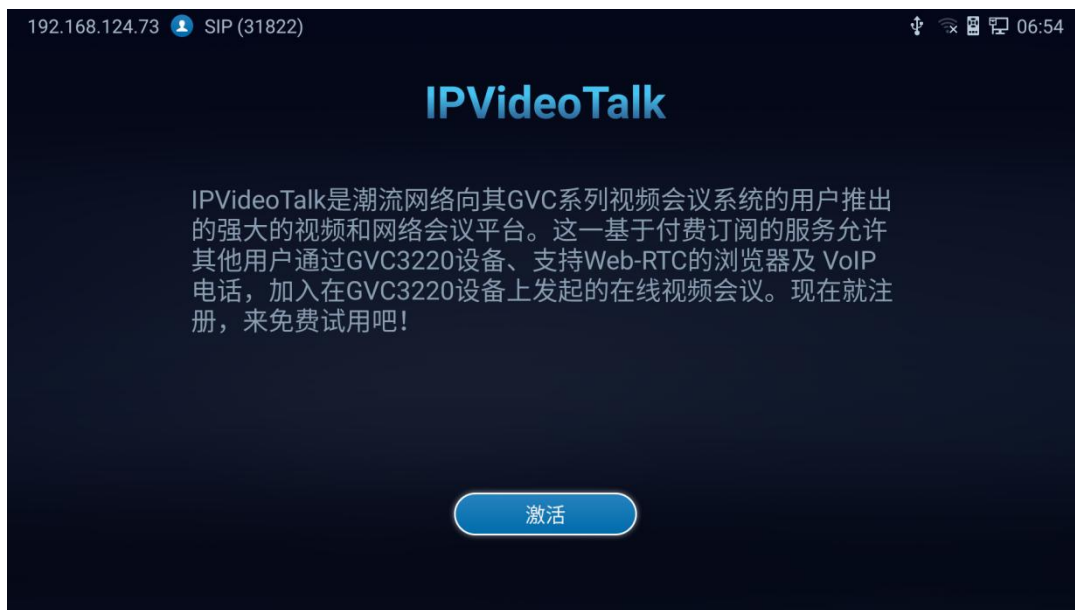 192.168.124.73 SIP (31822) 06:54
IPVideoTalk
IPVideoTalk是潮流网络向其GVC系列视频会议系统的用户推出
的强大的视频和网络会议平台。这一基于付费订阅的服务允许
其他用户通过GVC3220设备、支持Web-RTC的浏览器及 VoIP
电话，加入在GVC3220设备上发起的在线视频会议。现在就注
册，来免费试用吧！
激活